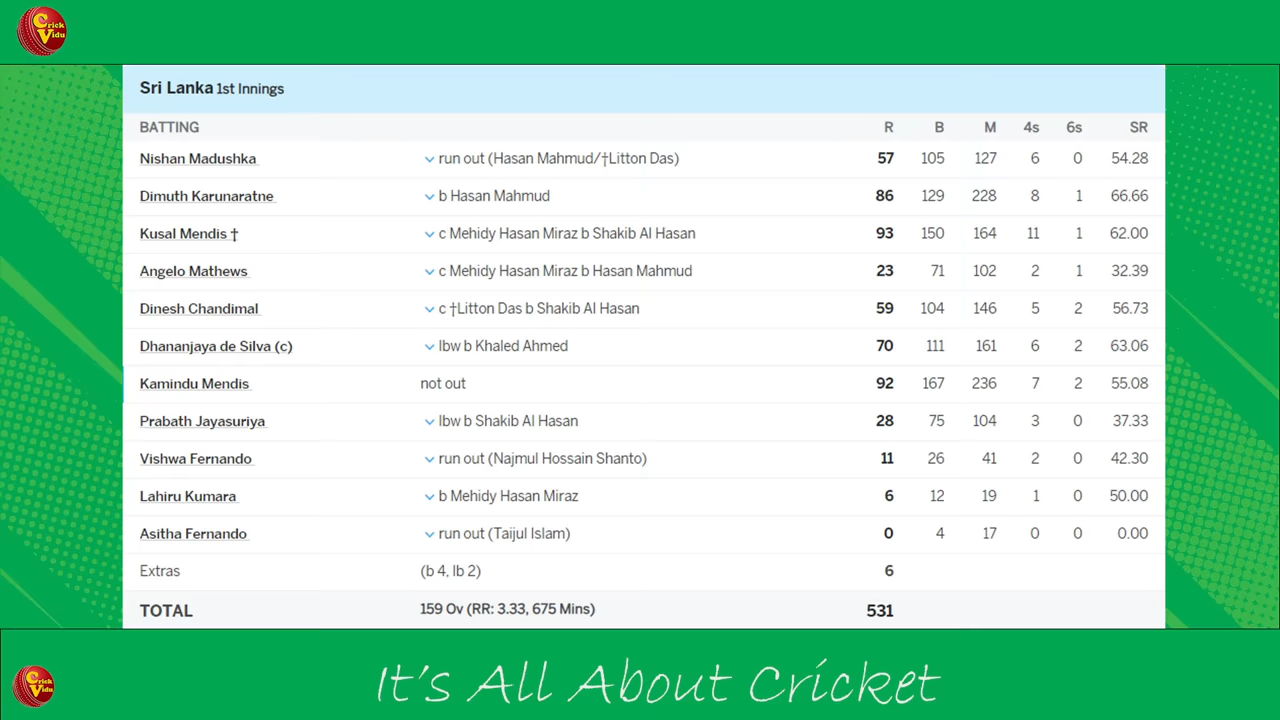 Crick
Vidu
Sri Lanka 1st Innings
BATTING R B M 4s 6s SR
Nishan Madushka run out (Hasan Mahmud/†Litton Das) 57 105 127 6 0 54.28
Dimuth Karunaratne b Hasan Mahmud 86 129 228 8 1 66.66
Kusal Mendis † c Mehidy Hasan Miraz b Shakib Al Hasan 93 150 164 11 1 62.00
Angelo Mathews c Mehidy Hasan Miraz b Hasan Mahmud 23 71 102 2 1 32.39
Dinesh Chandimal c †Litton Das b Shakib Al Hasan 59 104 146 5 2 56.73
Dhananjaya de Silva (c) lbw b Khaled Ahmed 70 111 161 6 2 63.06
Kamindu Mendis not out 92 167 236 7 2 55.08
Prabath Jayasuriya lbw b Shakib Al Hasan 28 75 104 3 0 37.33
Vishwa Fernando run out (Najmul Hossain Shanto) 11 26 41 2 0 42.30
Lahiru Kumara b Mehidy Hasan Miraz 6 12 19 1 0 50.00
Asitha Fernando run out (Taijul Islam) 0 4 17 0 0 0.00
Extras (b 4, lb 2) 6
TOTAL 159 Ov (RR: 3.33, 675 Mins) 531
Crick
Vidu
It's All About Cricket